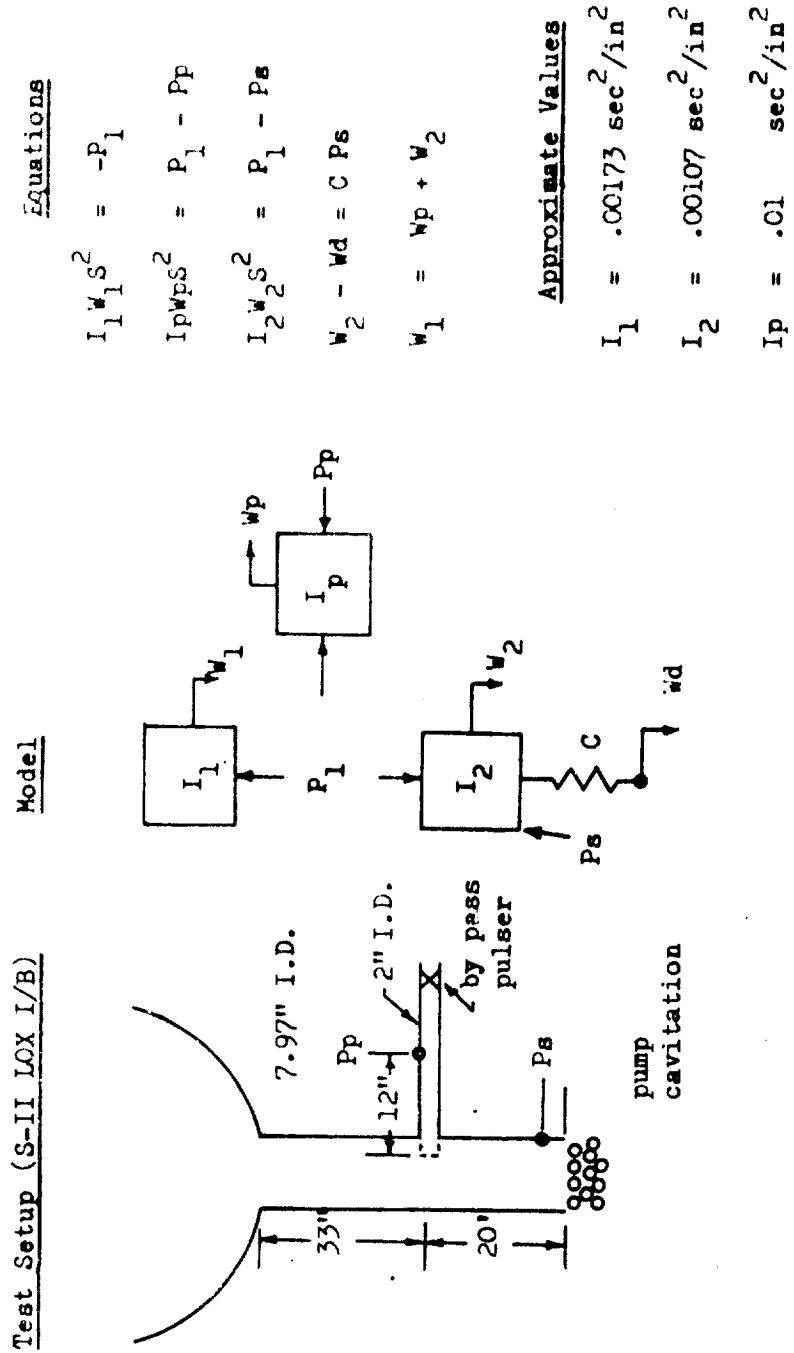 Test Setup (S-II LOX I/B)
7.97" I.D.
Pp
2" I.D.
12"
by pass
pulser
33"
20"
Ps
pump
cavitation
Model
I1
W1
P1
Wp
Ip
Pp
I2
W2
Ps
C
Wd
Equations
I1W1S² = -P1
IpWpS² = P1 - Pp
I2W2S² = P1 - Ps
W2 - Wd = C Ps
W1 = Wp + W2
Approximate Values
I1 = .00173 sec²/in²
I2 = .00107 sec²/in²
Ip = .01 sec²/in²